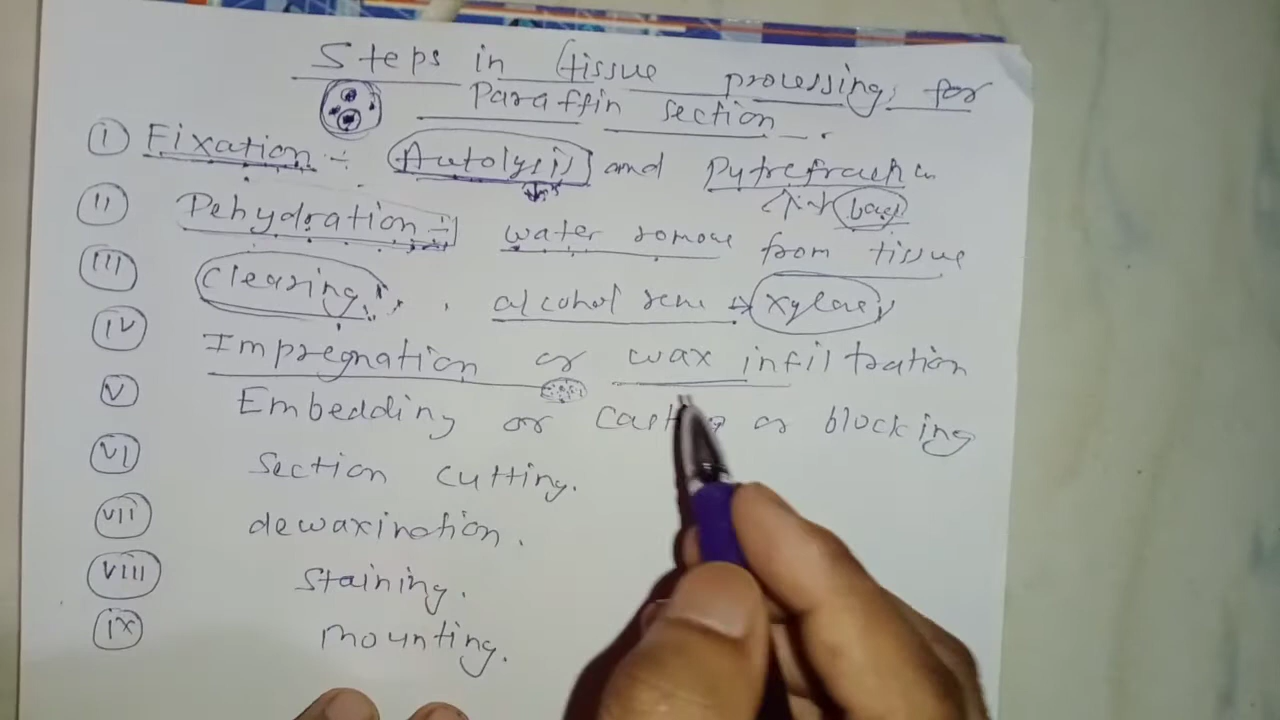 Steps in tissue processing for
Paraffin section.
(i) Fixation :- Autolysis and
(ii) Dehydration :- water remove from tissue
(iii) Clearing, alcohol rem → xylene
(iv) Impregnation or wax infiltration
(v) Embedding or or blocking
(vi) Section cutting.
(vii) dewaxination.
(viii) Staining.
(ix) mounting.